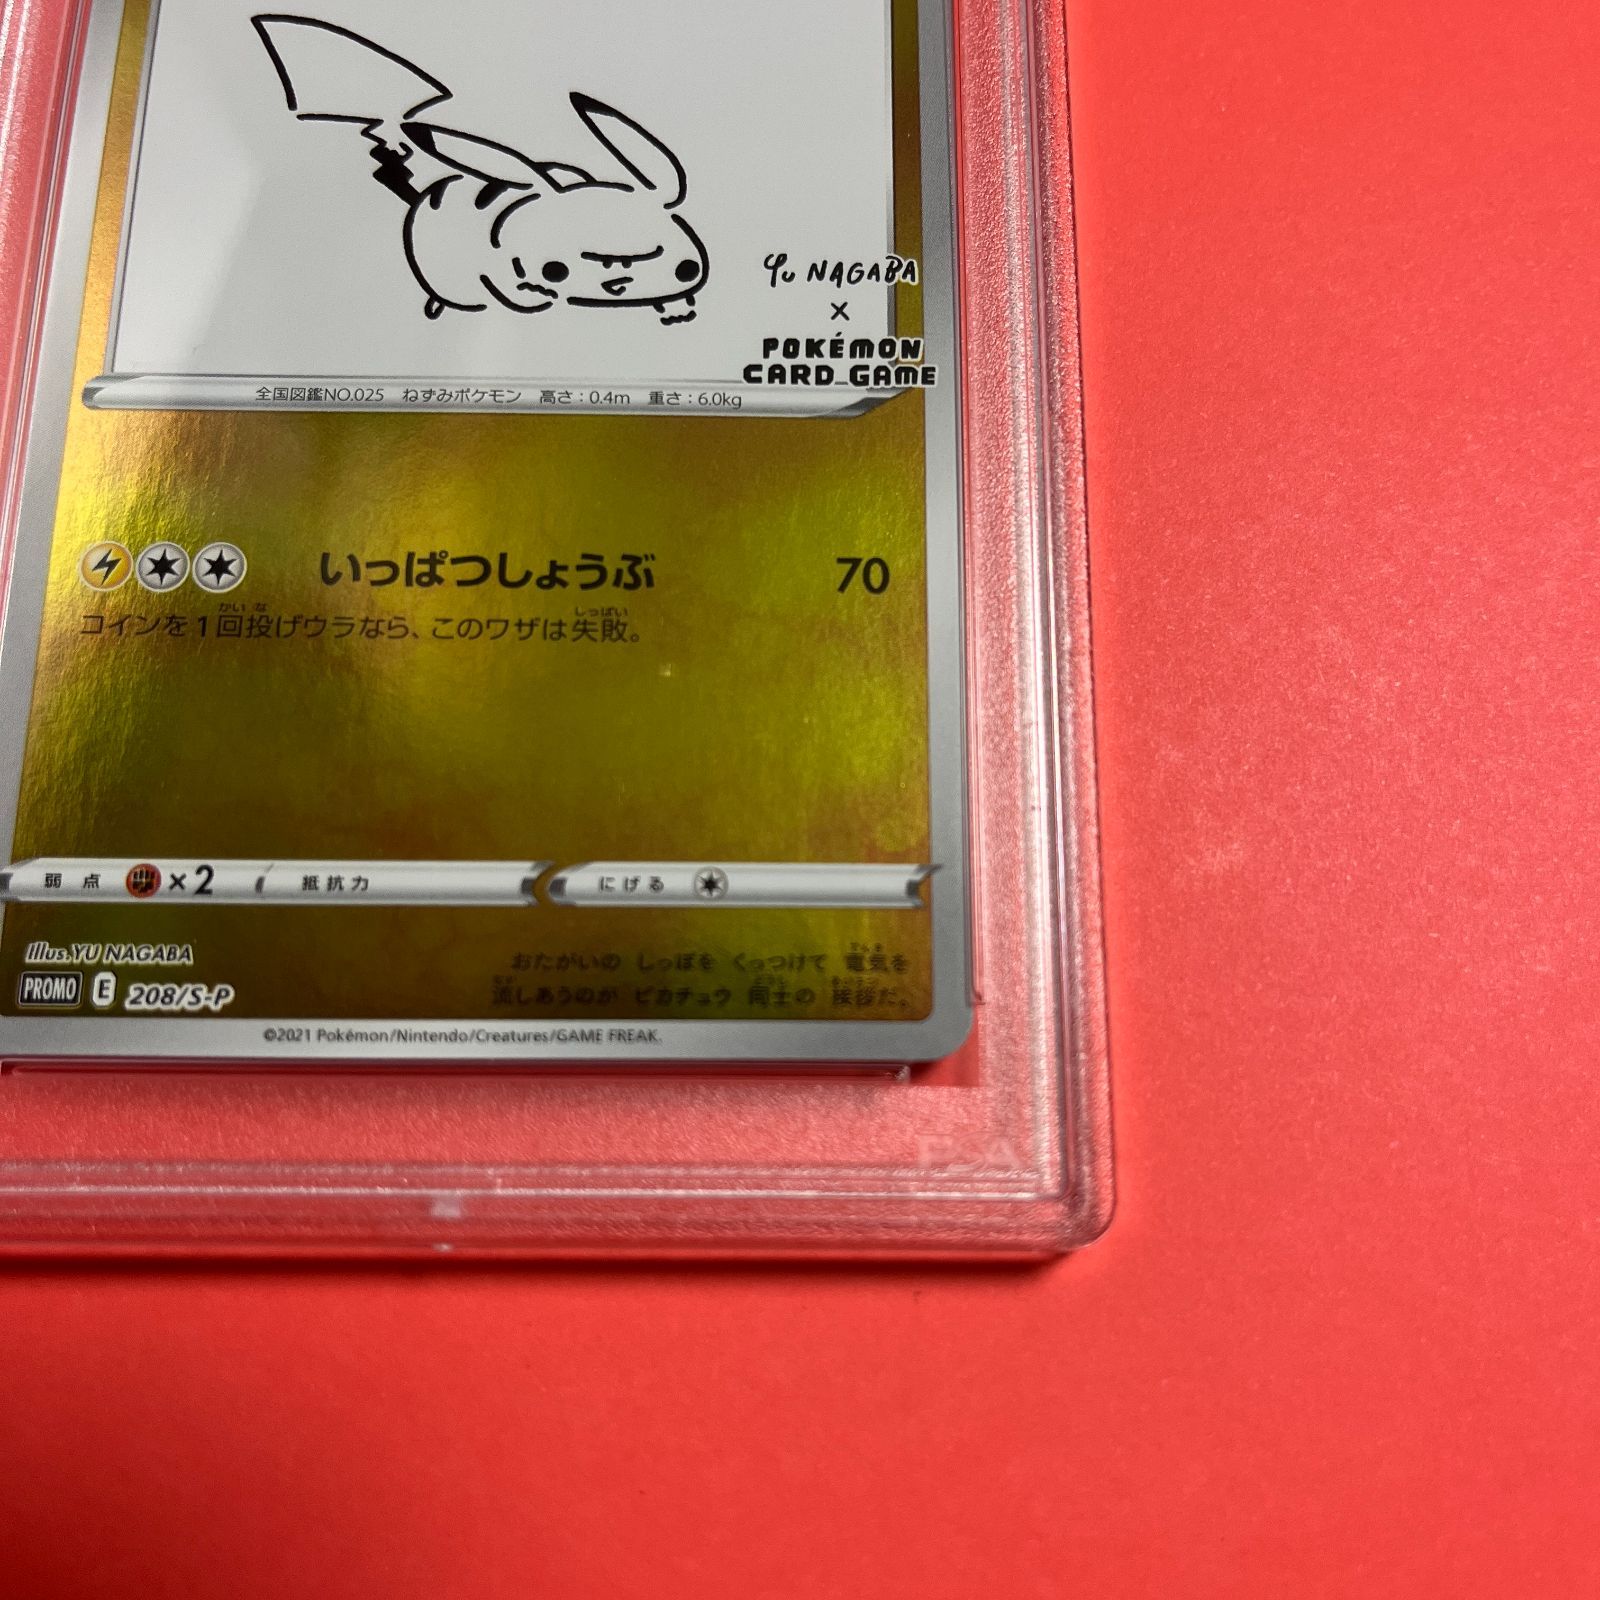 Yu NAGABA
×
POKÉMON
CARD GAME
全国図鑑NO.025 ねずみポケモン 高さ:0.4m 重さ:6.0kg
いっぱつしょうぶ 70
コインを1回投げウラなら、このワザは失敗。
弱点 ×2 抵抗力 にげる
Illus.YU NAGABA
PROMO E 208/S-P
おたがいの しっぽを くっつけて 電気を
流しあうのが ピカチュウ 同士の 挨拶だ。
©2021 Pokémon/Nintendo/Creatures/GAME FREAK.
PSA